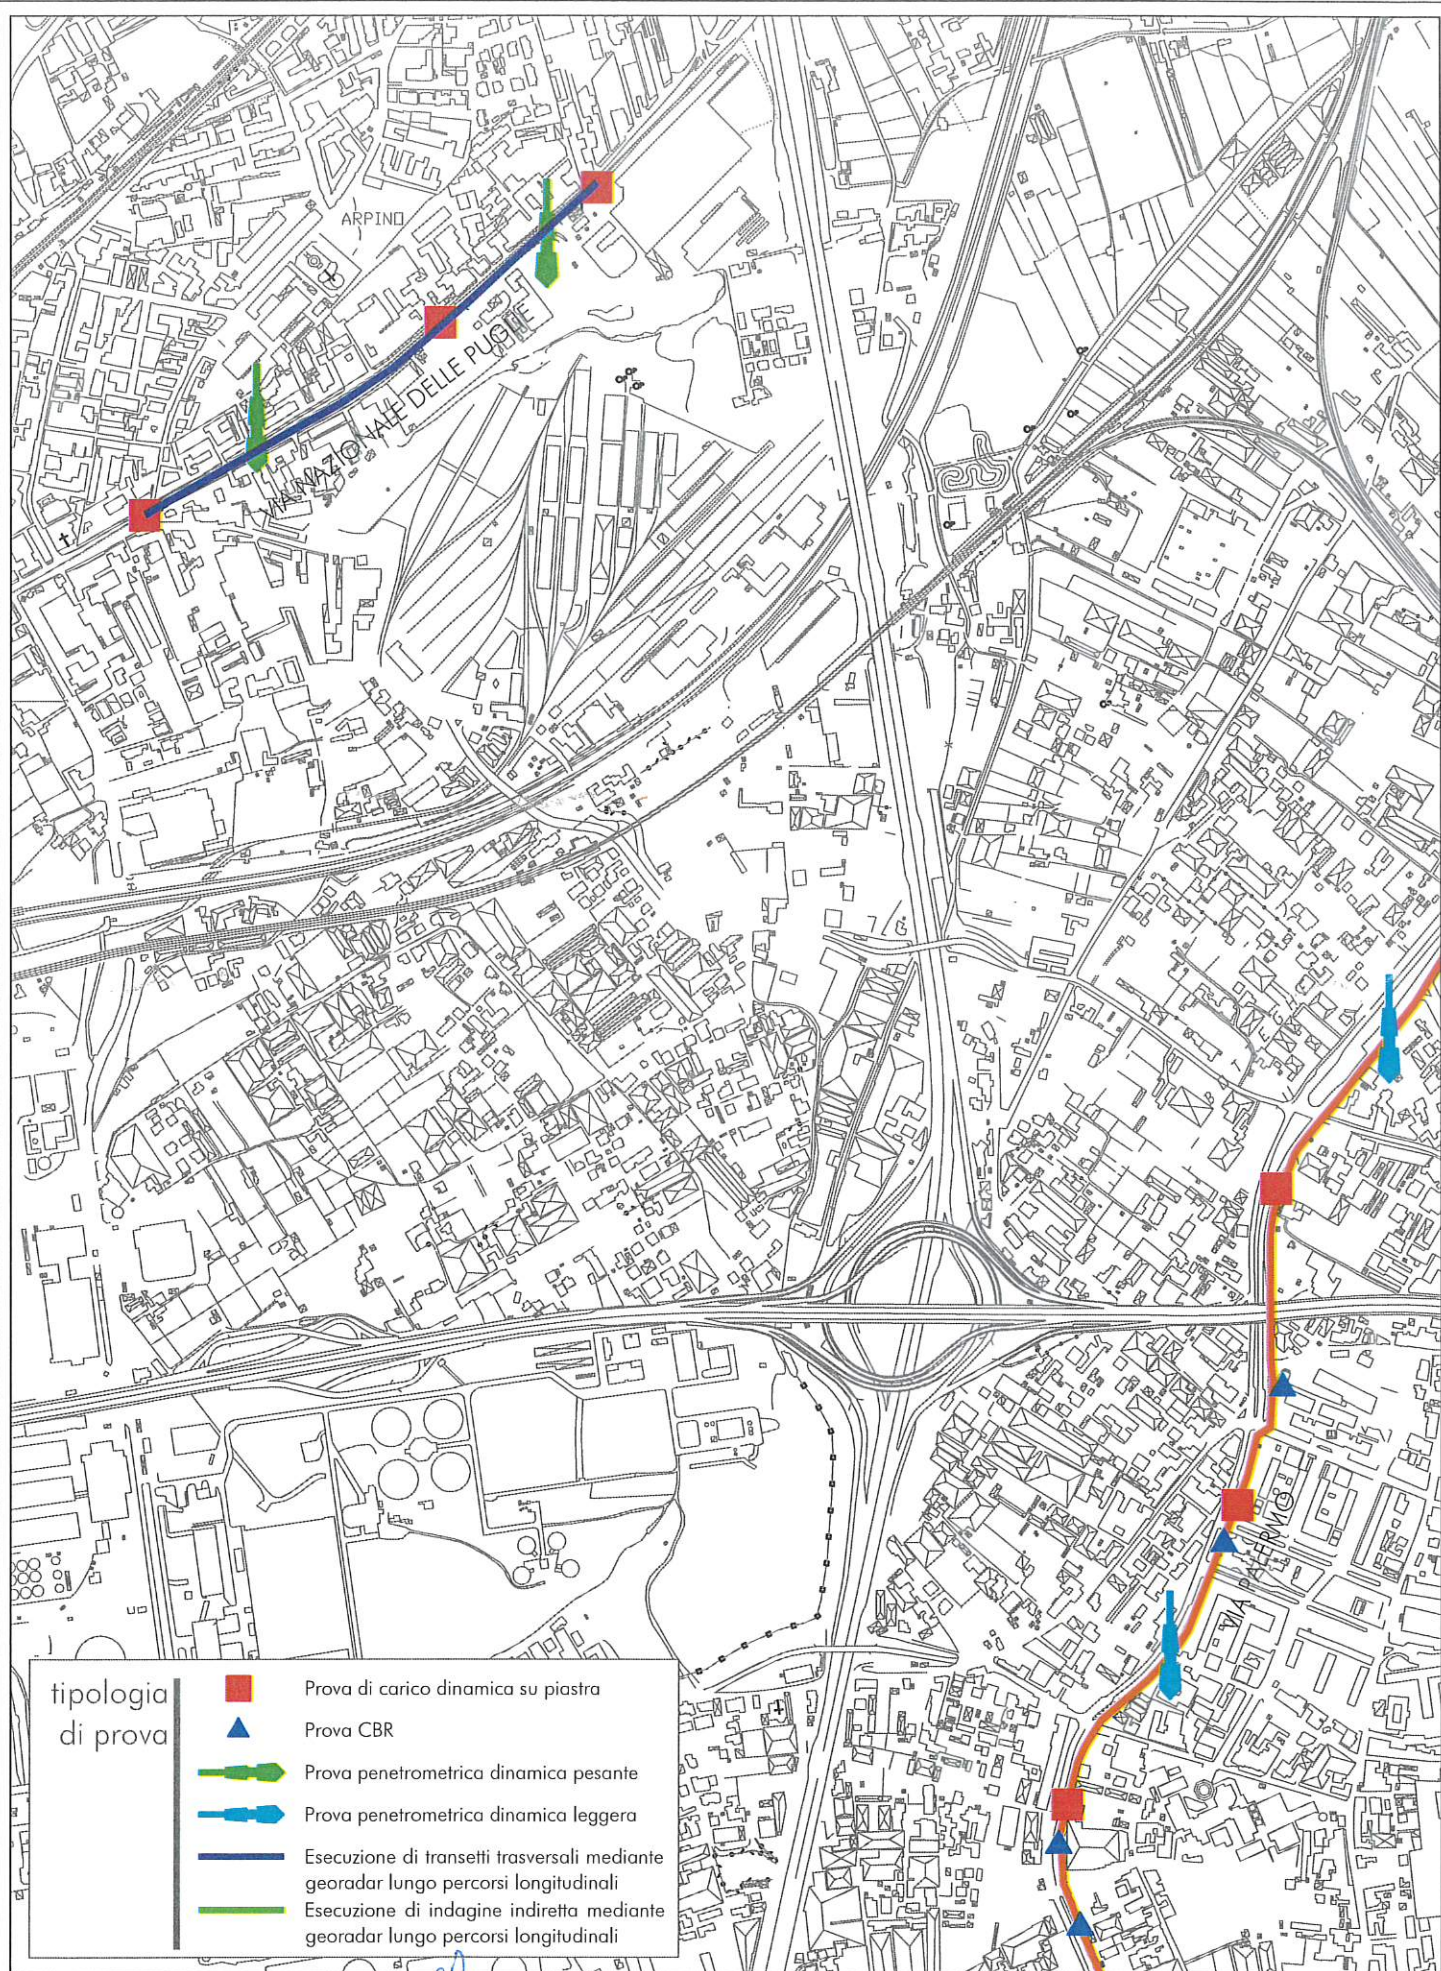 ARPINO
VIA NAZIONALE DELLE PUGLIE
VIA PALERMO
tipologia
di prova
Prova di carico dinamica su piastra
Prova CBR
Prova penetrometrica dinamica pesante
Prova penetrometrica dinamica leggera
Esecuzione di transetti trasversali mediante
georadar lungo percorsi longitudinali
Esecuzione di indagine indiretta mediante
georadar lungo percorsi longitudinali